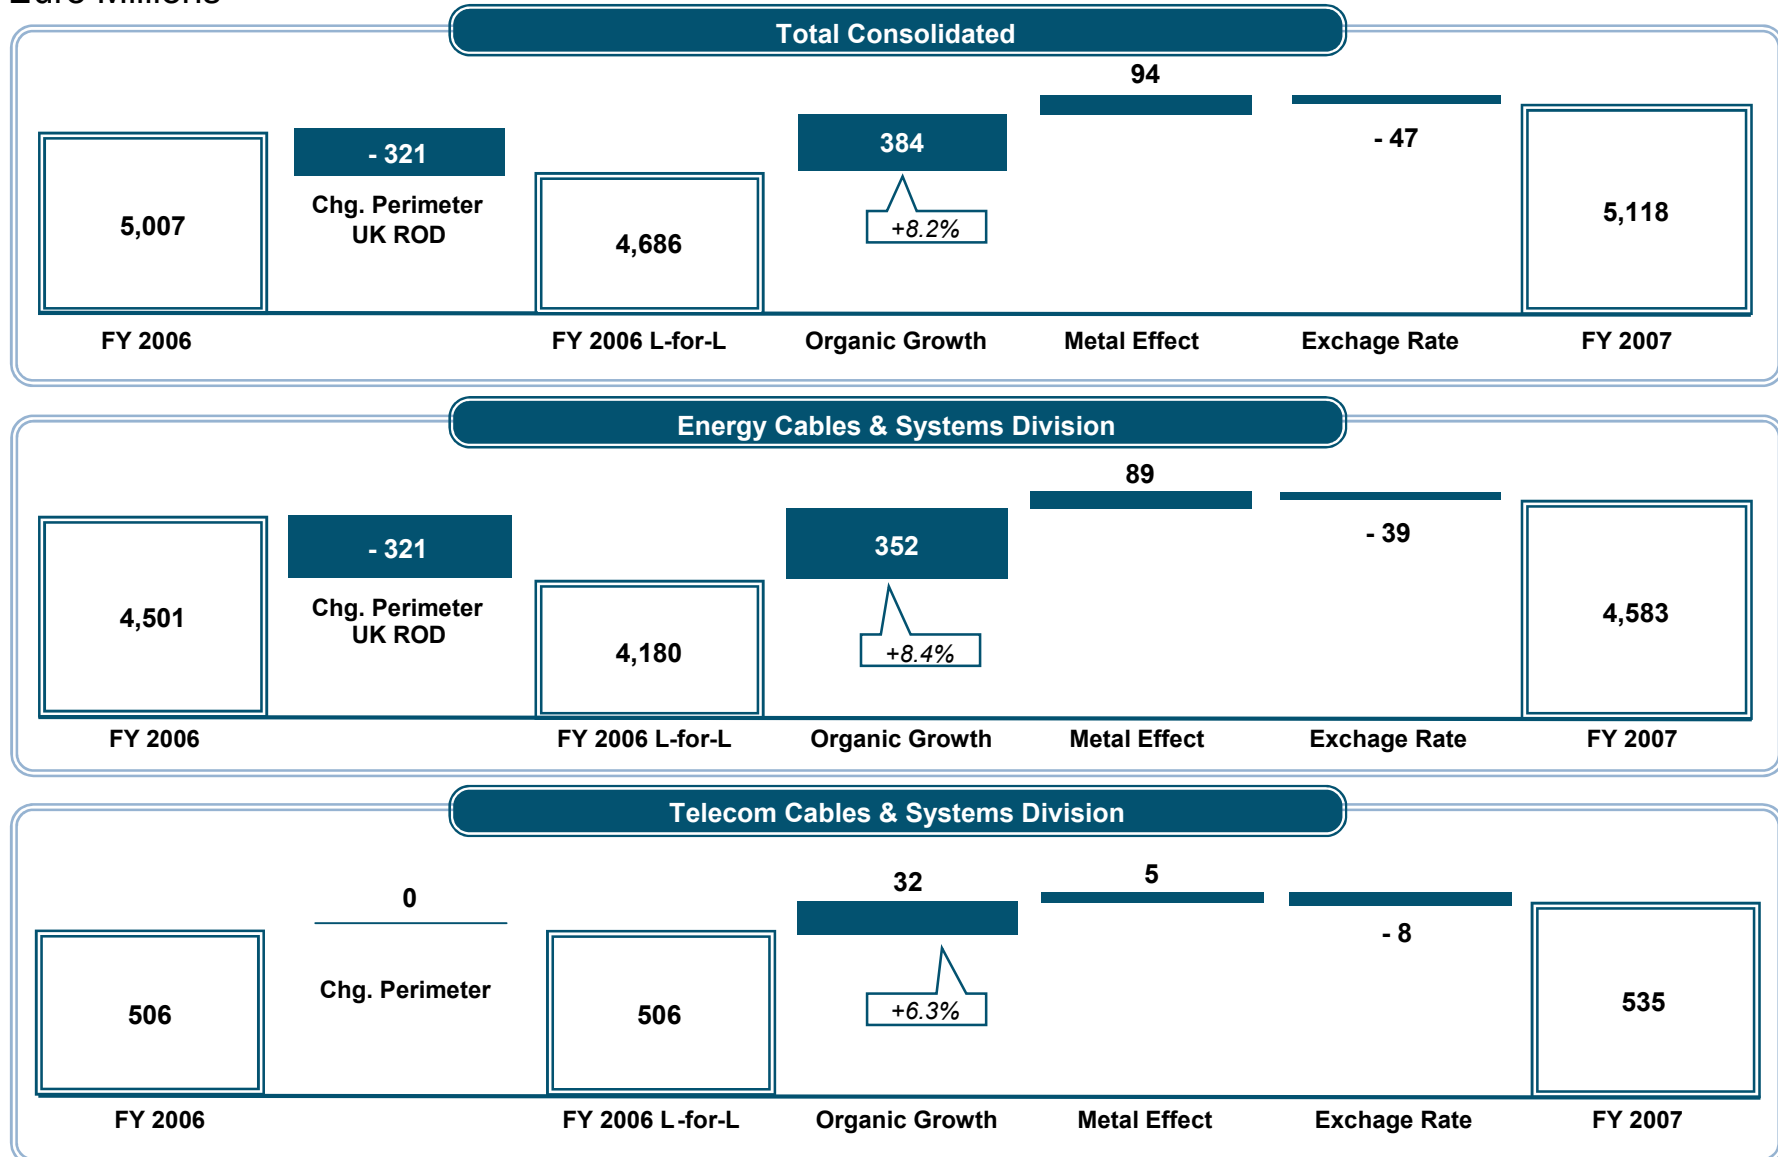 Euro Millions
Total Consolidated
94
- 321
384
- 47
Chg. Perimeter
UK ROD
5,007
4,686
+8.2%
5,118
FY 2006
FY 2006 L-for-L
Organic Growth
Metal Effect
Exchage Rate
FY 2007
Energy Cables & Systems Division
89
- 321
352
- 39
Chg. Perimeter
UK ROD
4,501
4,180
+8.4%
4,583
FY 2006
FY 2006 L-for-L
Organic Growth
Metal Effect
Exchage Rate
FY 2007
Telecom Cables & Systems Division
0
32
5
- 8
Chg. Perimeter
506
506
+6.3%
535
FY 2006
FY 2006 L-for-L
Organic Growth
Metal Effect
Exchage Rate
FY 2007